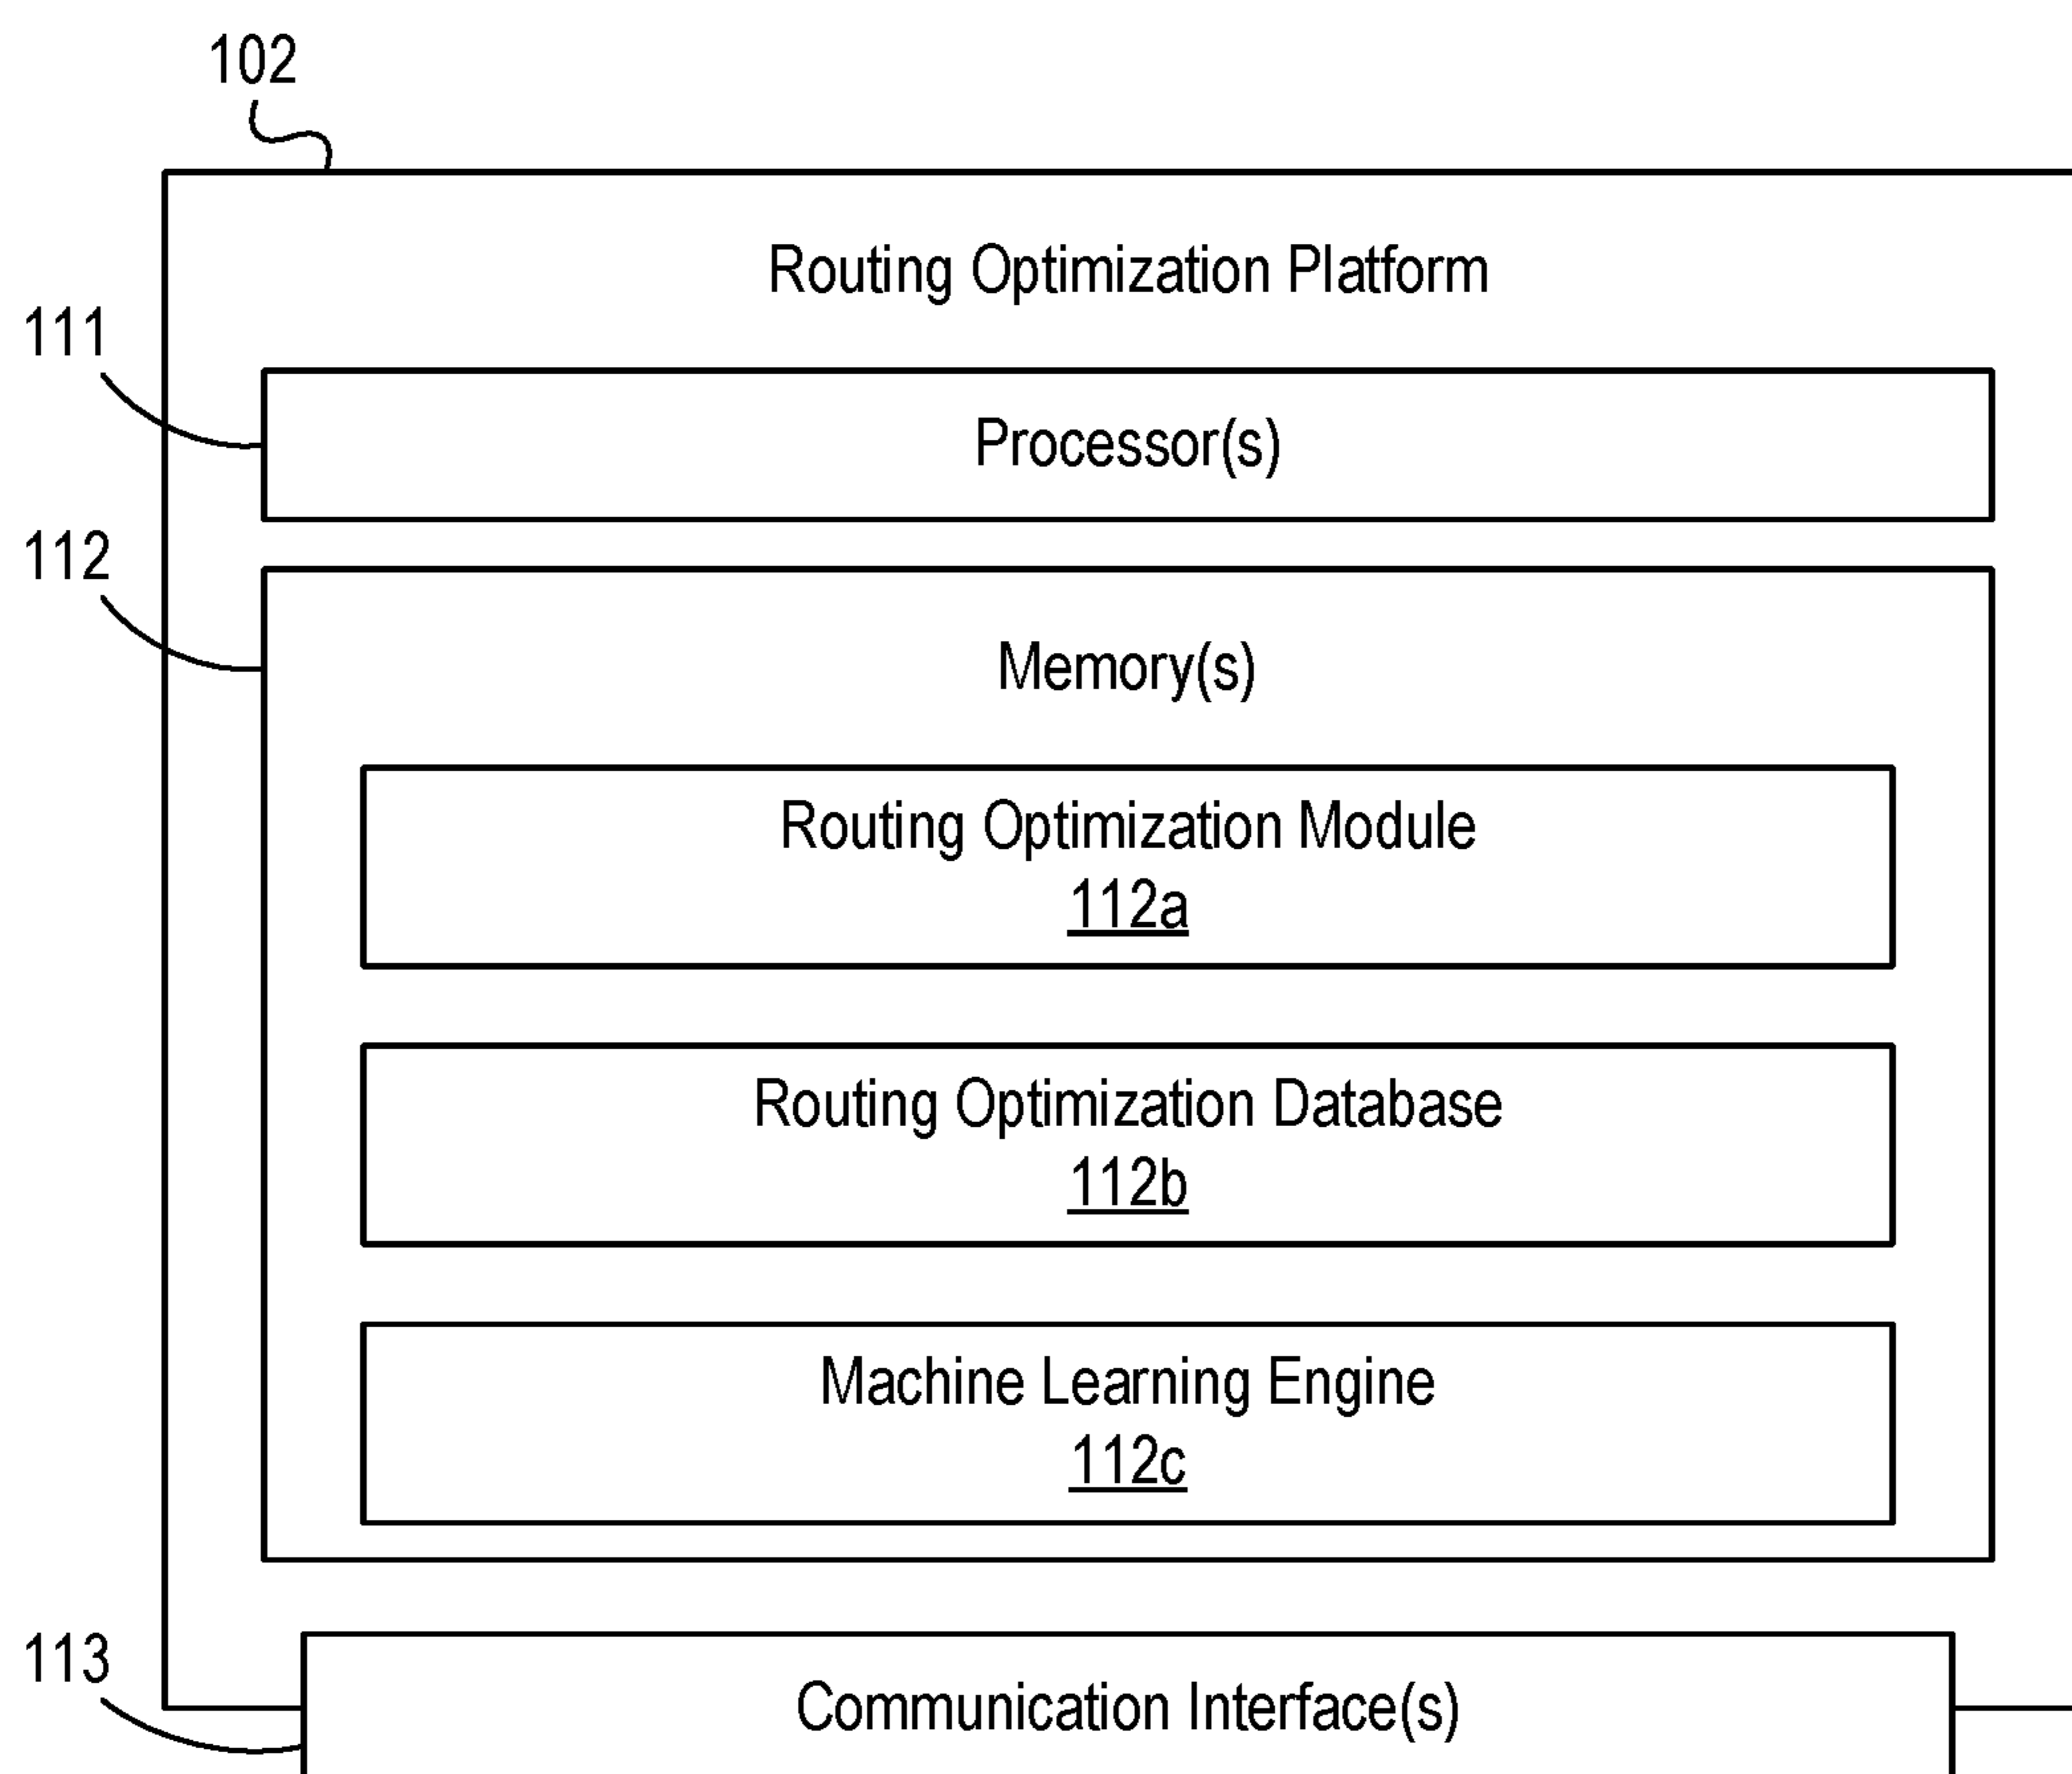 102
Routing Optimization Platform
111
Processor(s)
112
Memory(s)
Routing Optimization Module
112a
Routing Optimization Database
112b
Machine Learning Engine
112c
113
Communication Interface(s)